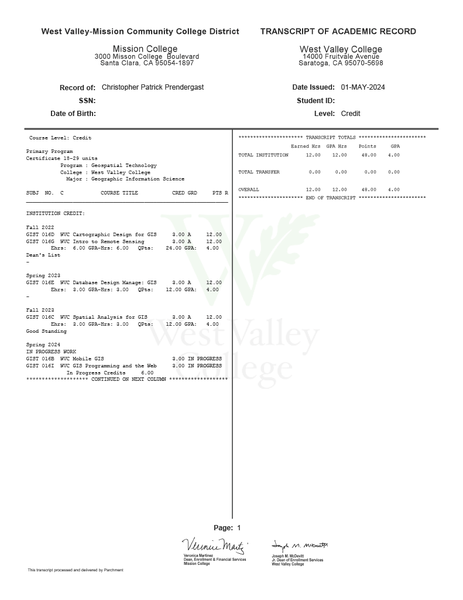 West Valley-Mission Community College District TRANSCRIPT OF ACADEMIC RECORD
Mission College West Valley College
3000 Misson College Boulevard 14000 Fruitvale Avenue
Santa Clara, CA 95054-1897 Saratoga, CA 95070-5698
Record of: Christopher Patrick Prendergast Date Issued: 01-MAY-2024
SSN: Student ID:
Date of Birth: Level: Credit
Course Level: Credit
Primary Program
Certificate 18-29 units
Program : Geospatial Technology
College : West Valley College
Major : Geographic Information Science
SUBJ NO. C COURSE TITLE CRED GRD PTS R
INSTITUTION CREDIT:
Fall 2022
GIST 016D WVC Cartographic Design for GIS 3.00 A 12.00
GIST 016G WVC Intro to Remote Sensing 3.00 A 12.00
Ehrs: 6.00 GPA-Hrs: 6.00 QPts: 24.00 GPA: 4.00
Dean's List
Spring 2023
GIST 016E WVC Database Design Manage: GIS 3.00 A 12.00
Ehrs: 3.00 GPA-Hrs: 3.00 QPts: 12.00 GPA: 4.00
Fall 2023
GIST 016C WVC Spatial Analysis for GIS 3.00 A 12.00
Ehrs: 3.00 GPA-Hrs: 3.00 QPts: 12.00 GPA: 4.00
Good Standing
Spring 2024
IN PROGRESS WORK
GIST 016B WVC Mobile GIS 3.00 IN PROGRESS
GIST 016I WVC GIS Programming and the Web 3.00 IN PROGRESS
In Progress Credits 6.00
******************** CONTINUED ON NEXT COLUMN *******************
********************** TRANSCRIPT TOTALS ***********************
Earned Hrs GPA Hrs Points GPA
TOTAL INSTITUTION 12.00 12.00 48.00 4.00
TOTAL TRANSFER 0.00 0.00 0.00 0.00
OVERALL 12.00 12.00 48.00 4.00
********************** END OF TRANSCRIPT ***********************
West Valley
College
Page: 1
Veronica Martinez
Dean, Enrollment & Financial Services
Mission College
Joseph M. McDevitt
Jr. Dean of Enrollment Services
West Valley College
This transcript processed and delivered by Parchment